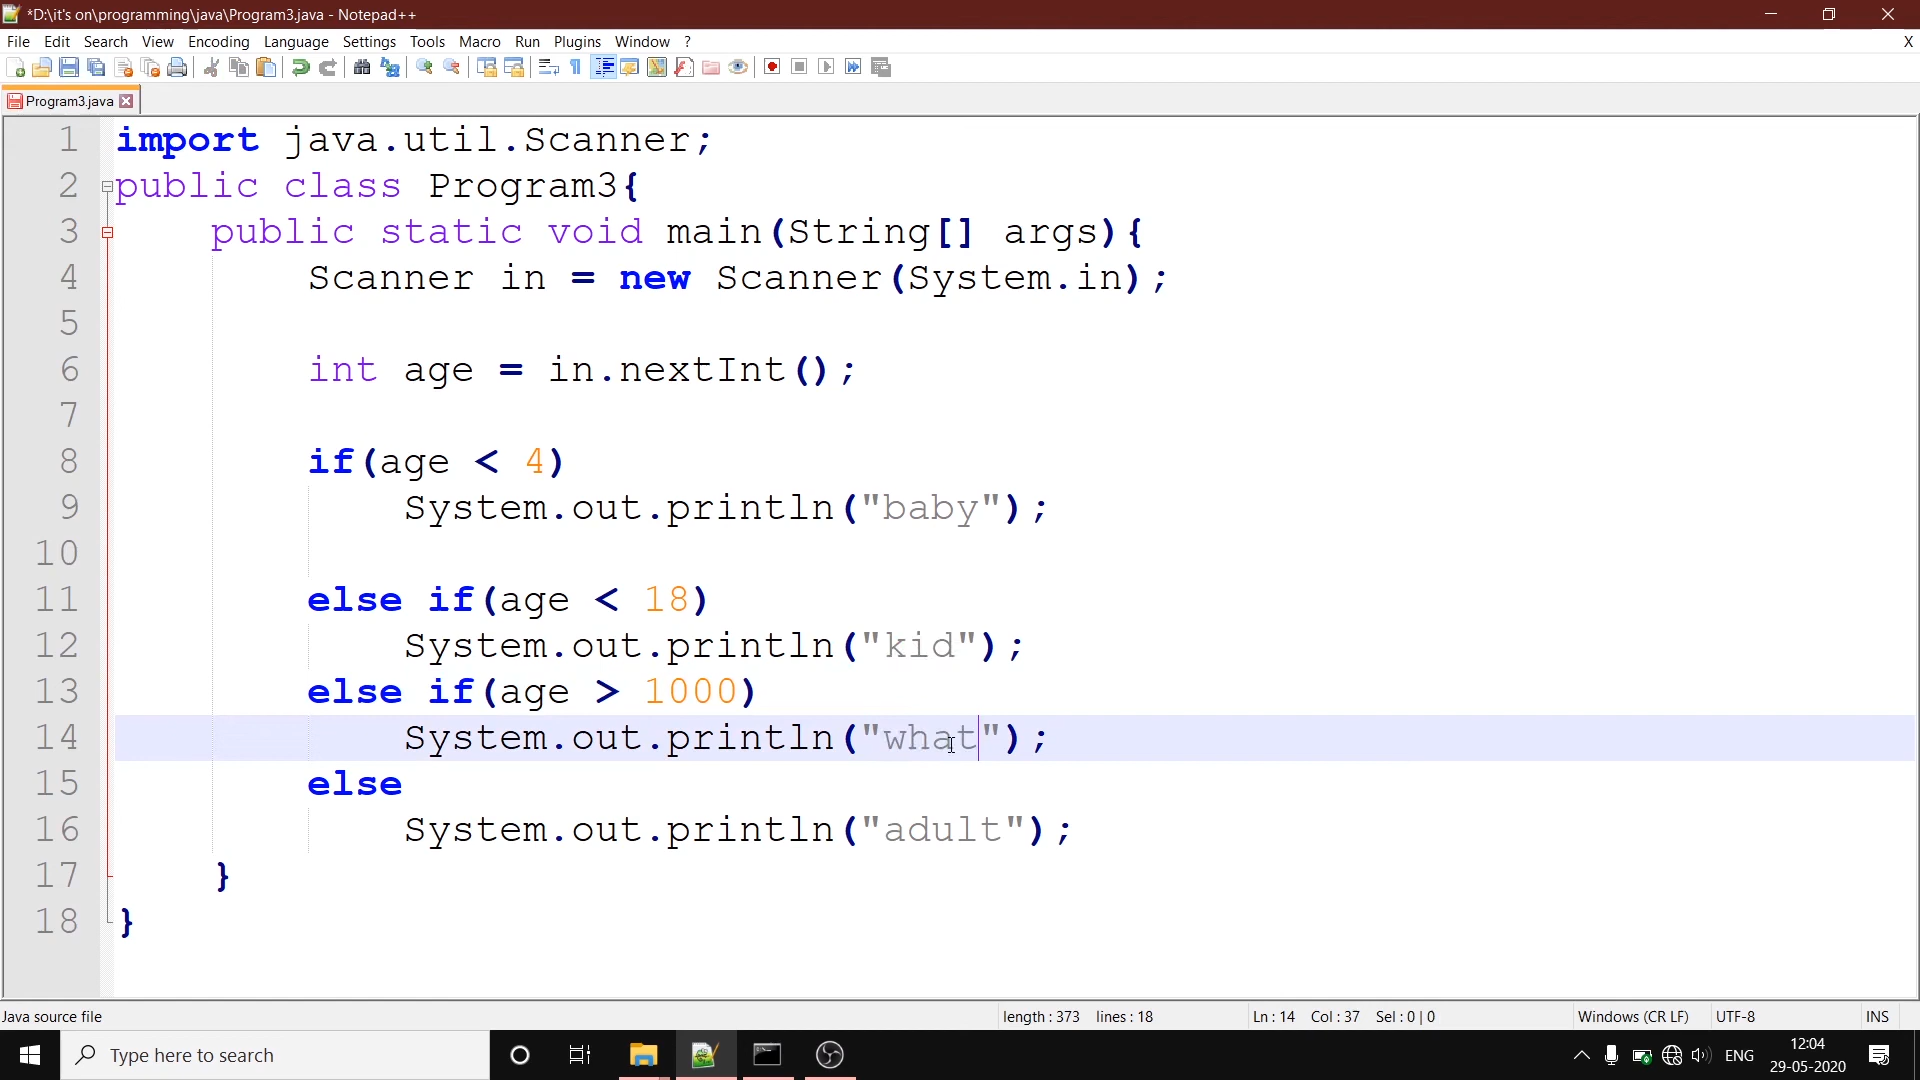 *D:\it's on\programming\java\Program3.java - Notepad++
File Edit Search View Encoding Language Settings Tools Macro Run Plugins Window ? X
Program3.java
1 import java.util.Scanner;
2 public class Program3{
3 public static void main(String[] args){
4 Scanner in = new Scanner(System.in);
5
6 int age = in.nextInt();
7
8 if(age < 4)
9 System.out.println("baby");
10
11 else if(age < 18)
12 System.out.println("kid");
13 else if(age > 1000)
14 System.out.println("what");
15 else
16 System.out.println("adult");
17 }
18 }
Java source file length : 373 lines : 18 Ln : 14 Col : 37 Sel : 0 | 0 Windows (CR LF) UTF-8 INS
Type here to search ENG 12:04
29-05-2020